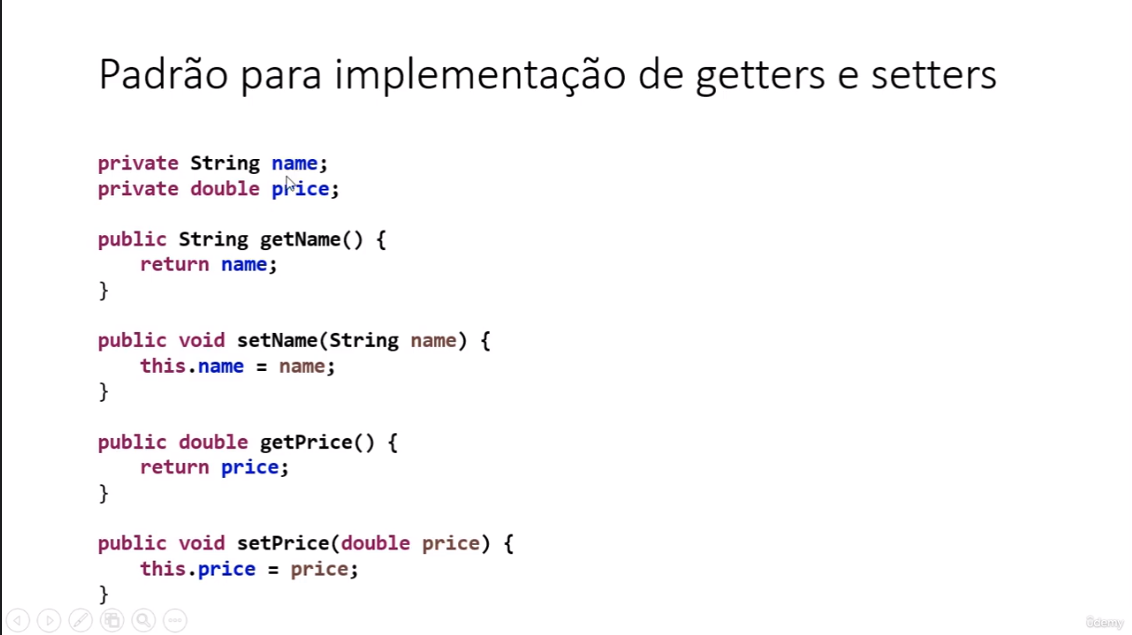 Padrão para implementação de getters e setters
private String name;
private double price;
public String getName() {
return name;
}
public void setName(String name) {
this.name = name;
}
public double getPrice() {
return price;
}
public void setPrice(double price) {
this.price = price;
}
ûdemy